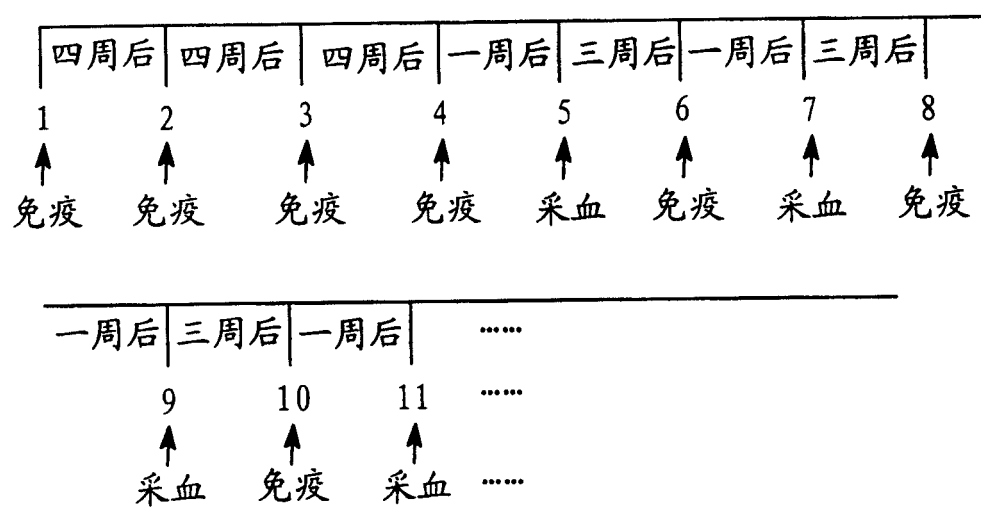 四周后 四周后 四周后 一周后 三周后 一周后 三周后
1 2 3 4 5 6 7 8
免疫 免疫 免疫 免疫 采血 免疫 采血 免疫
一周后 三周后 一周后 ……
9 10 11 ……
采血 免疫 采血 ……